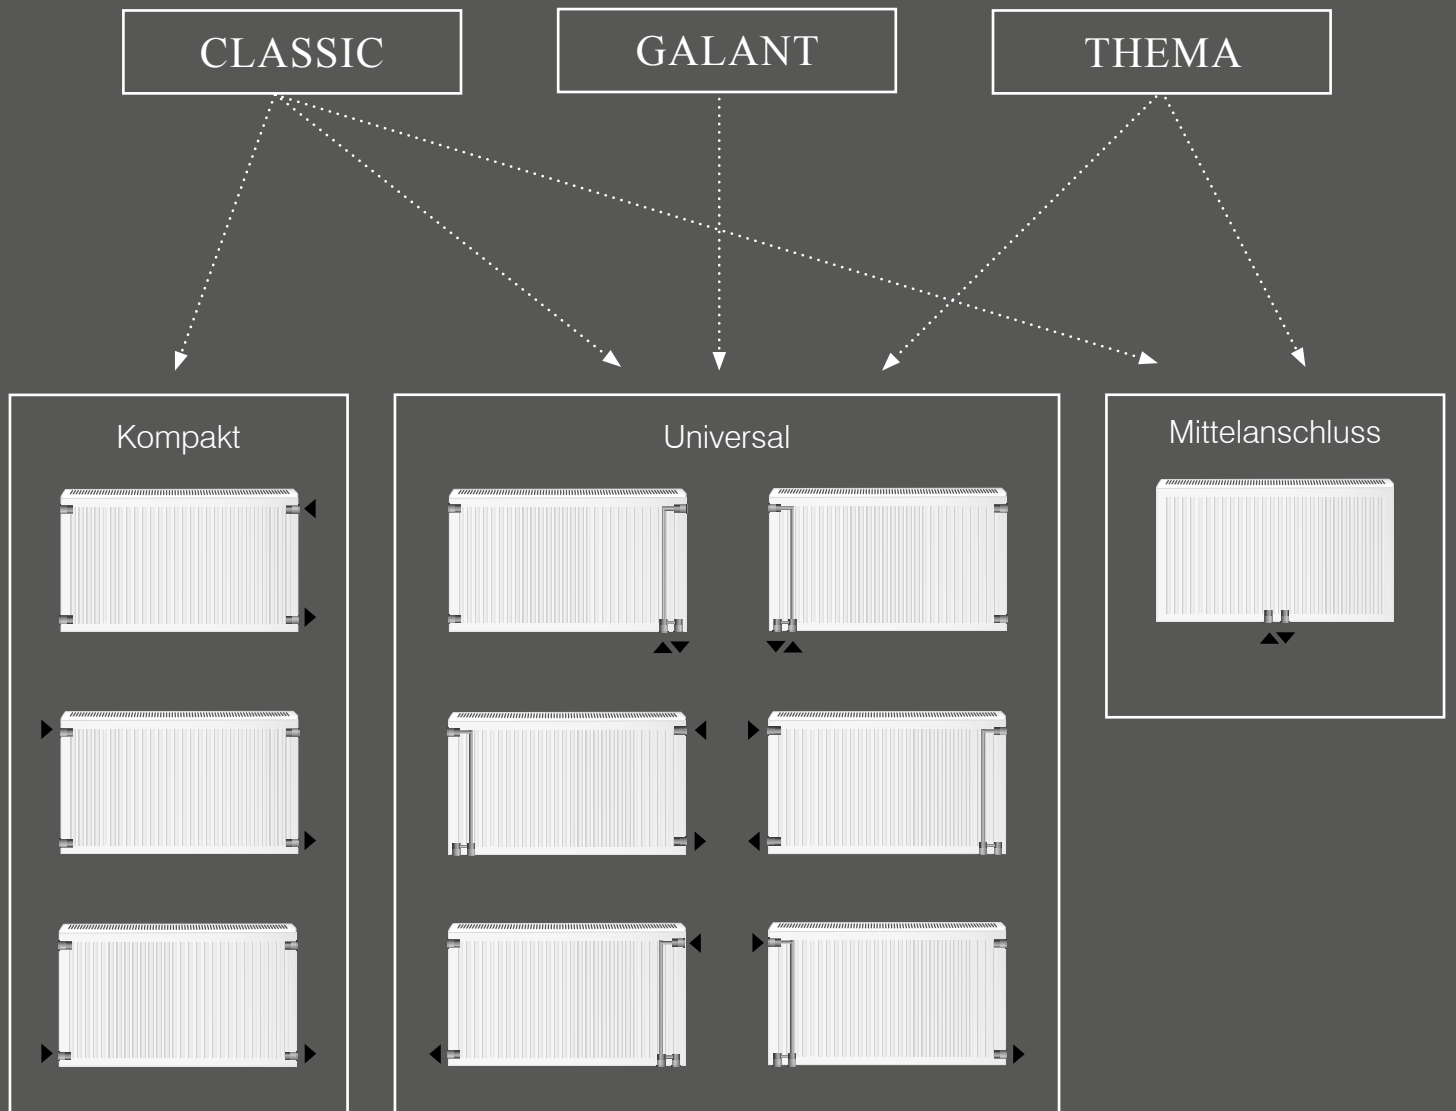 CLASSIC
GALANT
THEMA
Kompakt
Universal
Mittelanschluss